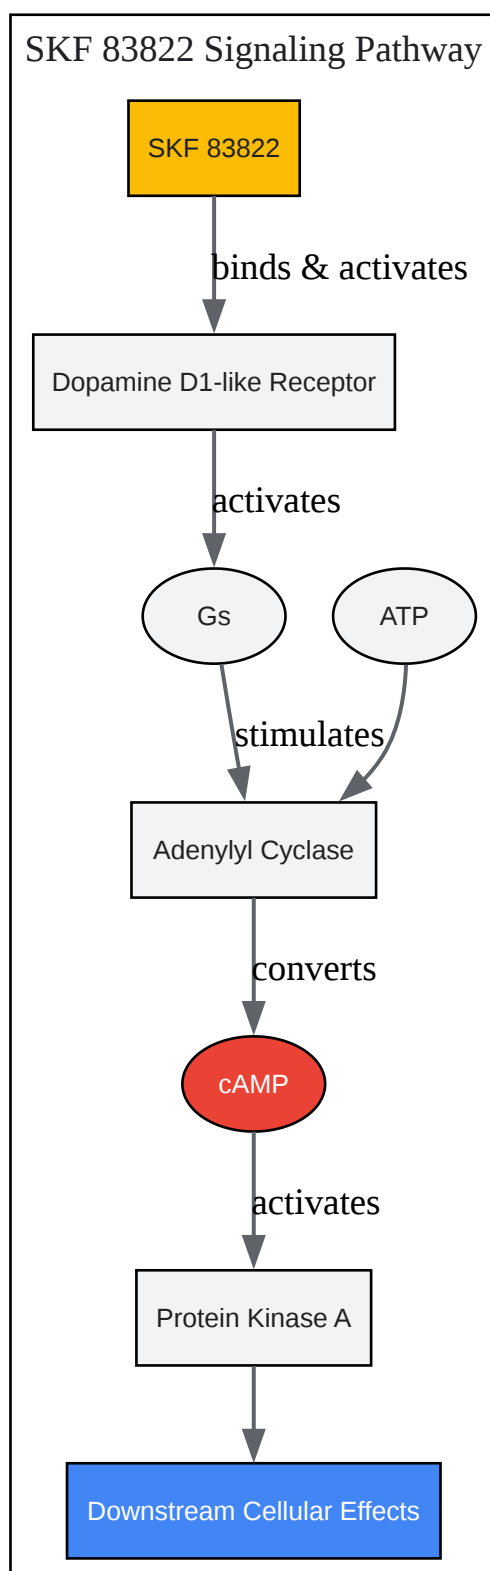 SKF 83822 Signaling Pathway
SKF 83822
binds & activates
Dopamine D1-like Receptor
activates
Gs
ATP
stimulates
Adenylyl Cyclase
converts
cAMP
activates
Protein Kinase A
Downstream Cellular Effects